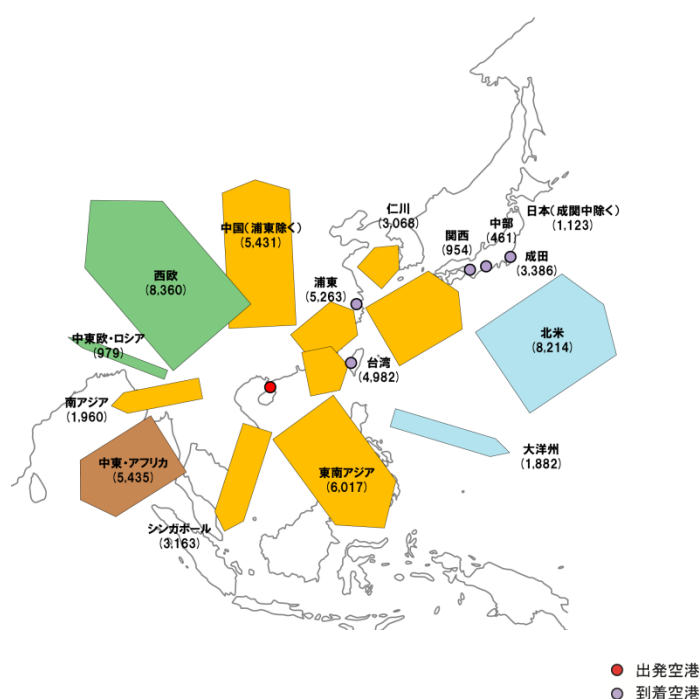 仁川
(3,068)
日本(成関中除く)
(1,123)
中部
(461)
関西
(954)
成田
(3,386)
中国(浦東除く)
(5,431)
浦東
(5,263)
西欧
(8,360)
北米
(8,214)
中東欧・ロシア
(979)
台湾
(4,982)
南アジア
(1,960)
大洋州
(1,882)
中東・アフリカ
(5,435)
東南アジア
(6,017)
シンガポール
(3,163)
出発空港
到着空港